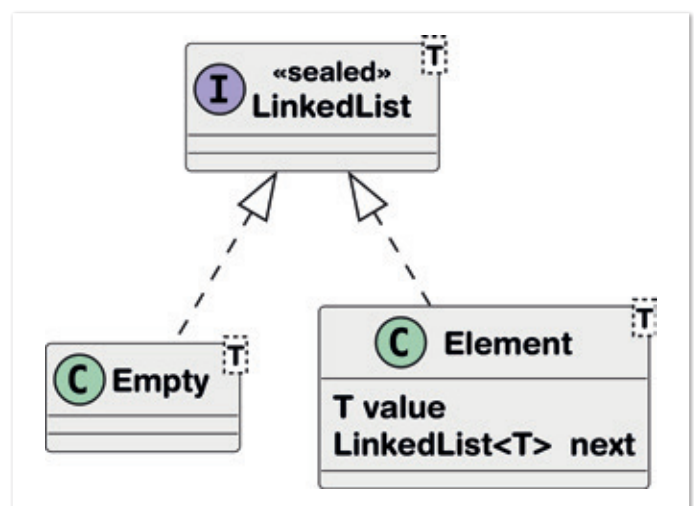 T
I
«sealed»
LinkedList
T
C
Empty
T
C
Element
T value
LinkedList<T> next